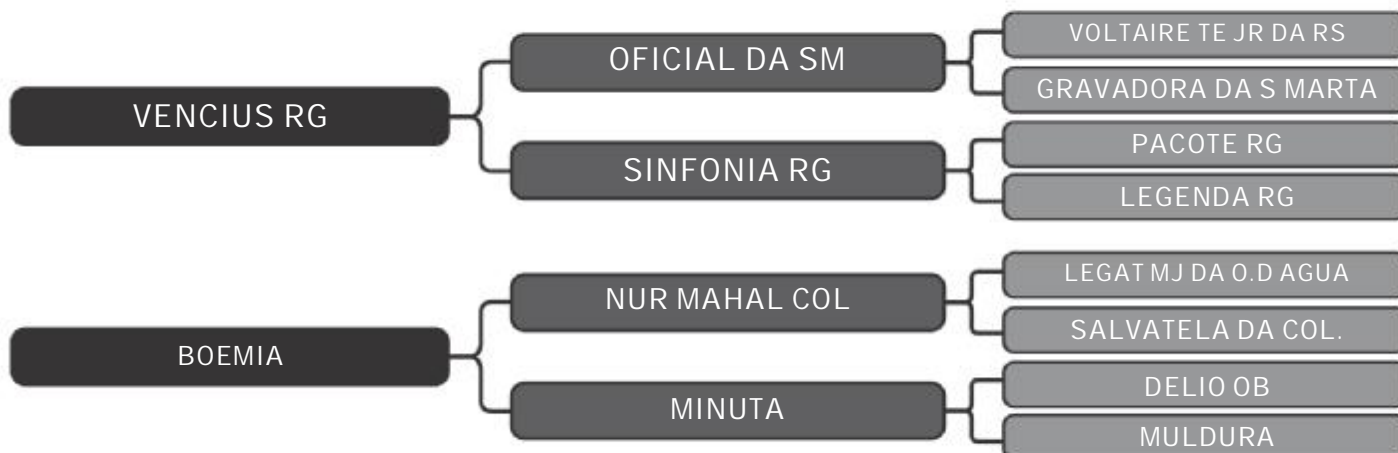 VENCIUS RG
OFICIAL DA SM
VOLTAIRE TE JR DA RS
GRAVADORA DA S MARTA
SINFONIA RG
PACOTE RG
LEGENDA RG
BOEMIA
NUR MAHAL COL
LEGAT MJ DA O.D AGUA
SALVATELA DA COL.
MINUTA
DELIO OB
MULDURA